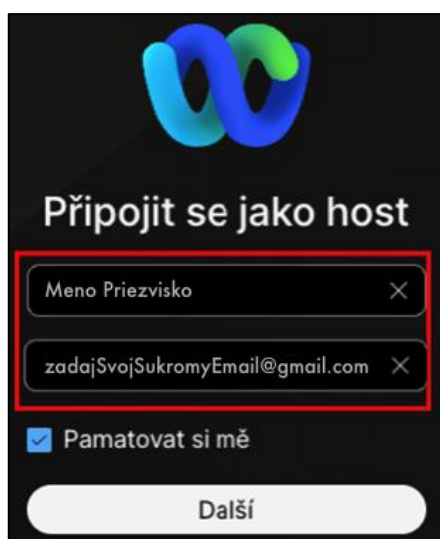 Připojit se jako host
Meno Priezvisko
zadajSvojSukromyEmail@gmail.com
Pamatovat si mě
Další